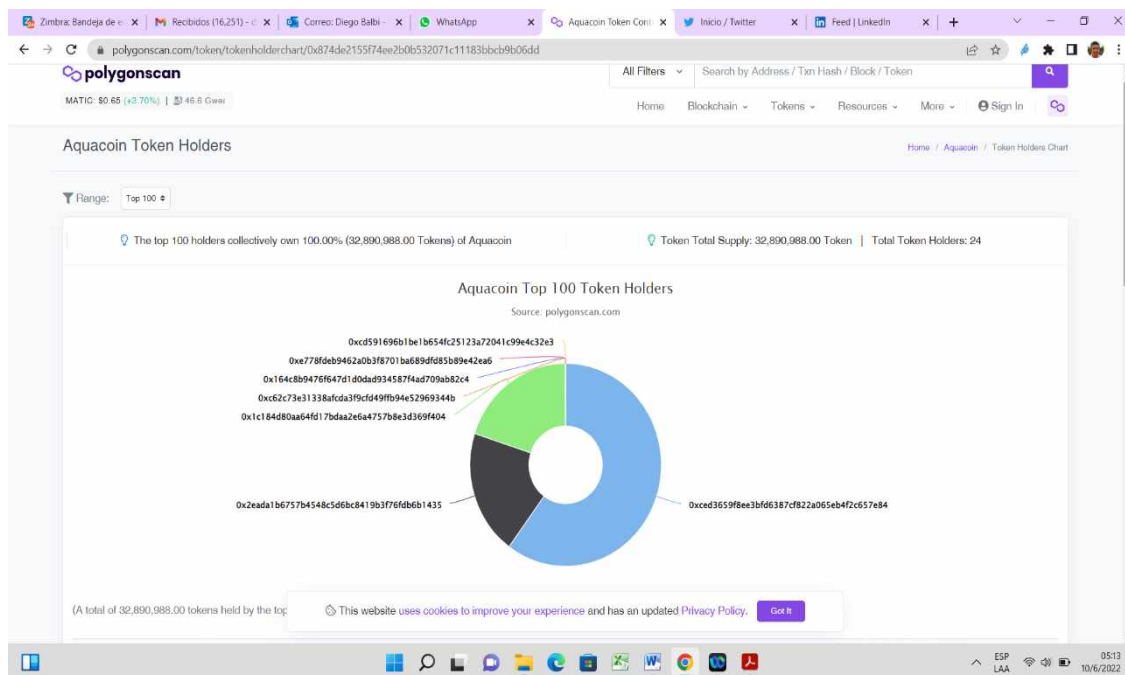 Zimbra: Bandeja de e
Recibidos (16,251) - d
Correo: Diego Balbi -
WhatsApp
Aquacoin Token Cont
Inicio / Twitter
Feed | LinkedIn
polygonscan.com/token/tokenholderchart/0x874de2155f74ee2b0b532071c11183bbcb9b06dd
polygonscan
All Filters
Search by Address / Txn Hash / Block / Token
MATIC: $0.65 (+3.70%) | 46.6 Gwei
Home Blockchain Tokens Resources More Sign In
Aquacoin Token Holders
Home / Aquacoin / Token Holders Chart
Range: Top 100
The top 100 holders collectively own 100.00% (32,890,988.00 Tokens) of Aquacoin
Token Total Supply: 32,890,988.00 Token | Total Token Holders: 24
Aquacoin Top 100 Token Holders
Source: polygonscan.com
0xcd591696b1be1b654fc25123a72041c99e4c32e3
0xe778fdeb9462a0b3f8701ba689dfd85b89e42ea6
0x164c8b9476f647d1d0dad934587f4ad709ab82c4
0xc62c73e31338afcda3f9cfd49ffb94e52969344b
0x1c184d80aa64fd17bdaa2e6a4757b8e3d369f404
0x2eada1b6757b4548c5d6bc8419b3f76fdb6b1435
0xced3659f8ee3bfd6387cf822a065eb4f2c657e84
(A total of 32,890,988.00 tokens held by the top
This website uses cookies to improve your experience and has an updated Privacy Policy.
Got It
ESP
LAA
05:13
10/6/2022